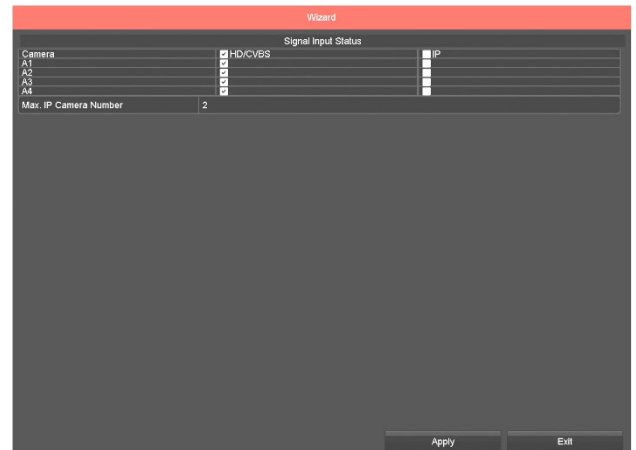 Wizard
Signal Input Status
Camera HD/CVBS IP
A1
A2
A3
A4
Max. IP Camera Number 2
Apply Exit